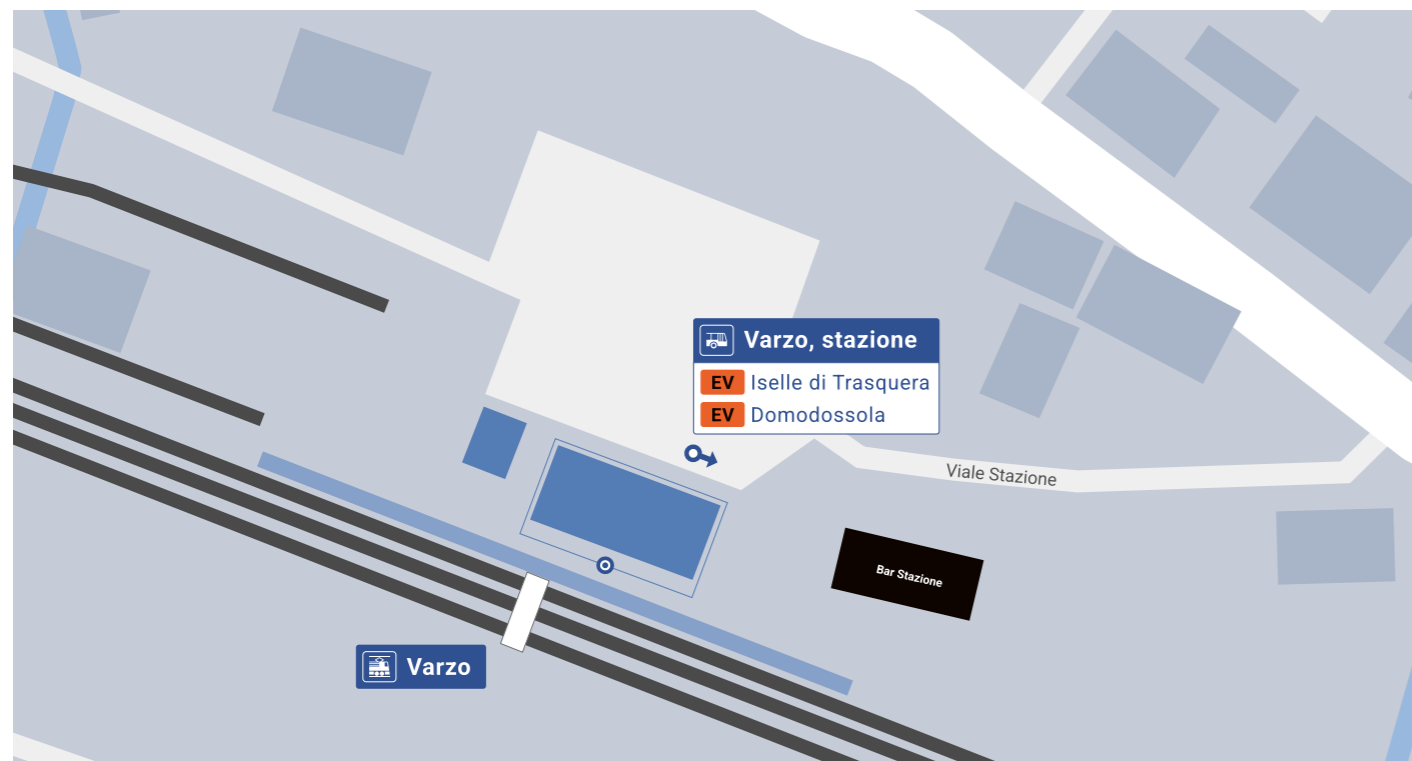 Varzo, stazione
EV Iselle di Trasquera
EV Domodossola
Viale Stazione
Bar Stazione
Varzo